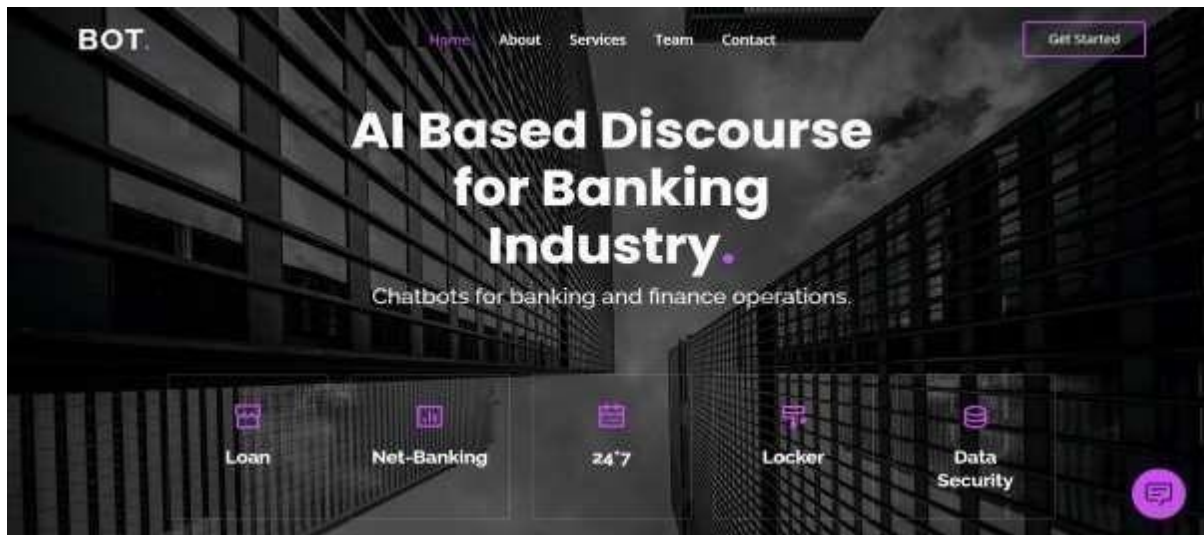 BOT.
Home
About
Services
Team
Contact
Get Started
AI Based Discourse
for Banking
Industry.
Chatbots for banking and finance operations.
Loan
Net-Banking
24*7
Locker
Data
Security